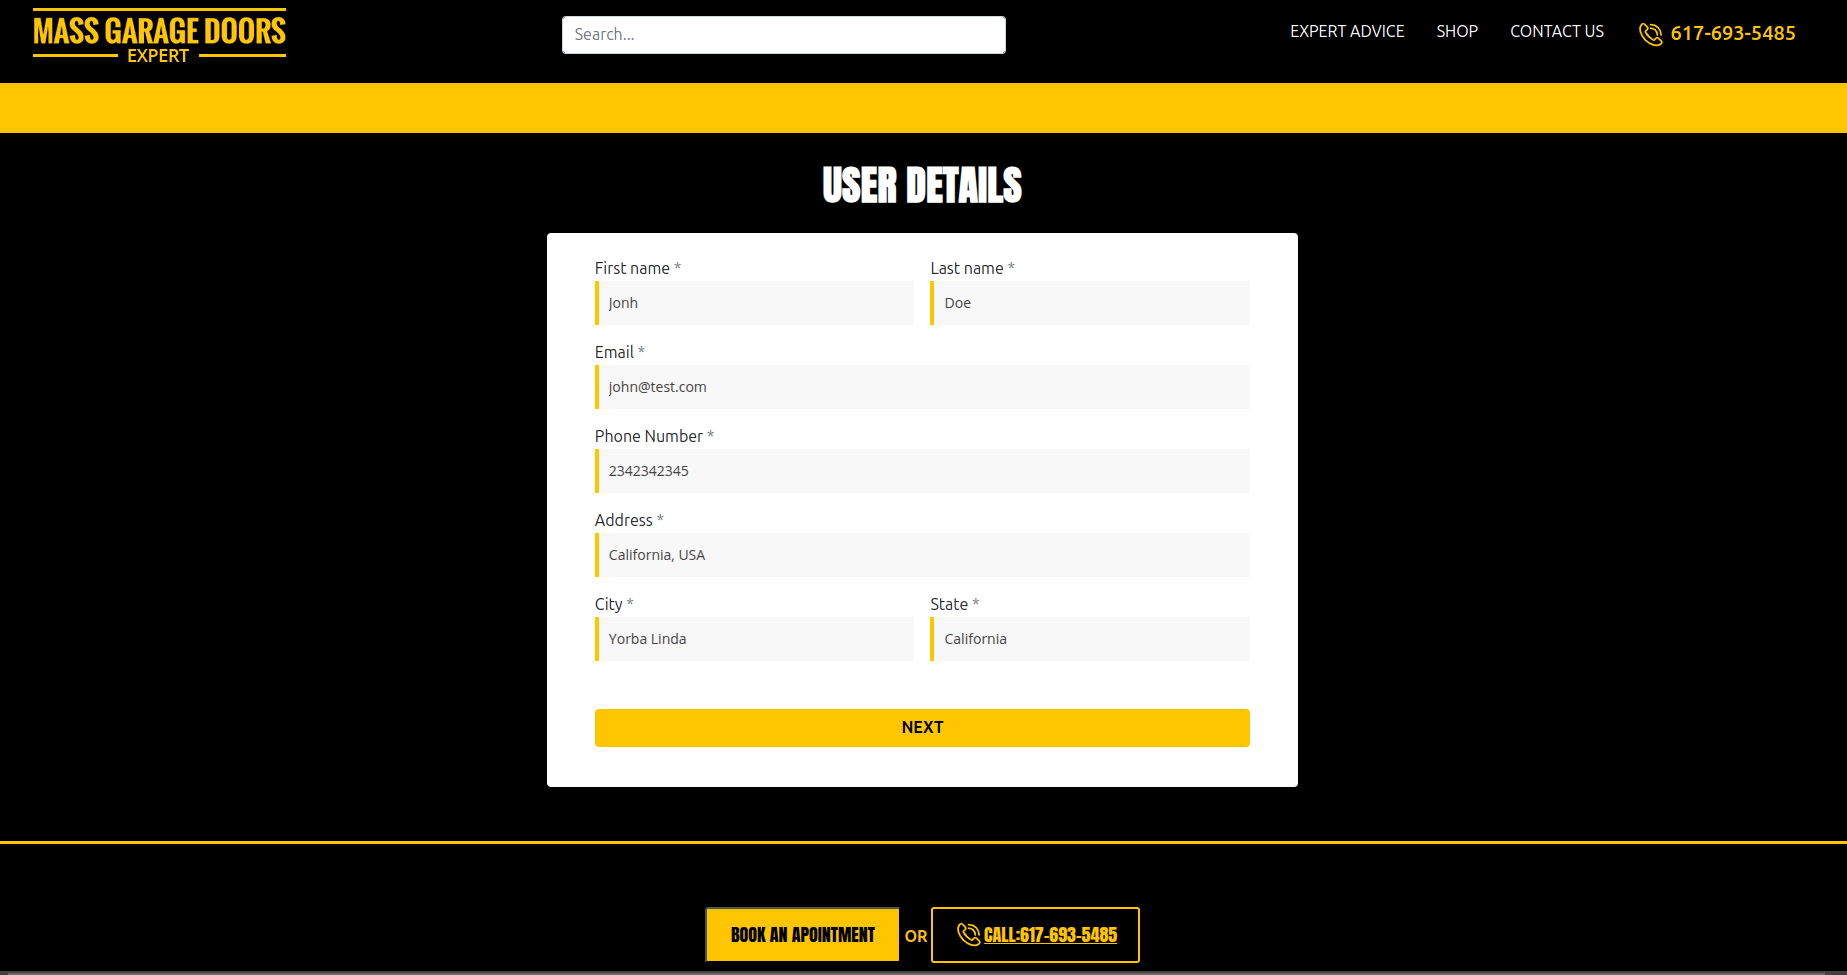 MASS GARAGE DOORS
EXPERT
Search...
EXPERT ADVICE SHOP CONTACT US 617-693-5485
USER DETAILS
First name * Last name *
Jonh Doe
Email *
john@test.com
Phone Number *
2342342345
Address *
California, USA
City * State *
Yorba Linda California
NEXT
BOOK AN APOINTMENT OR CALL:617-693-5485